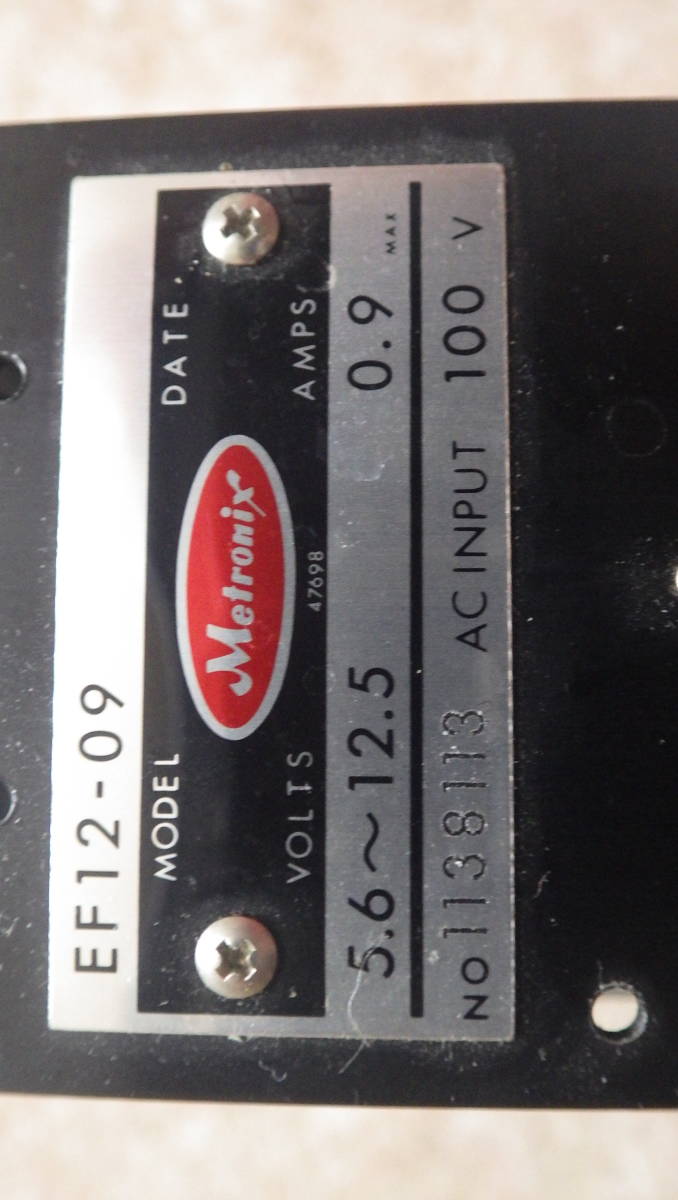 EF12-09
MODEL DATE
Metronix
47698
VOLTS AMPS
5.6～12.5 0.9 MAX
NO 1138113 AC INPUT 100 V